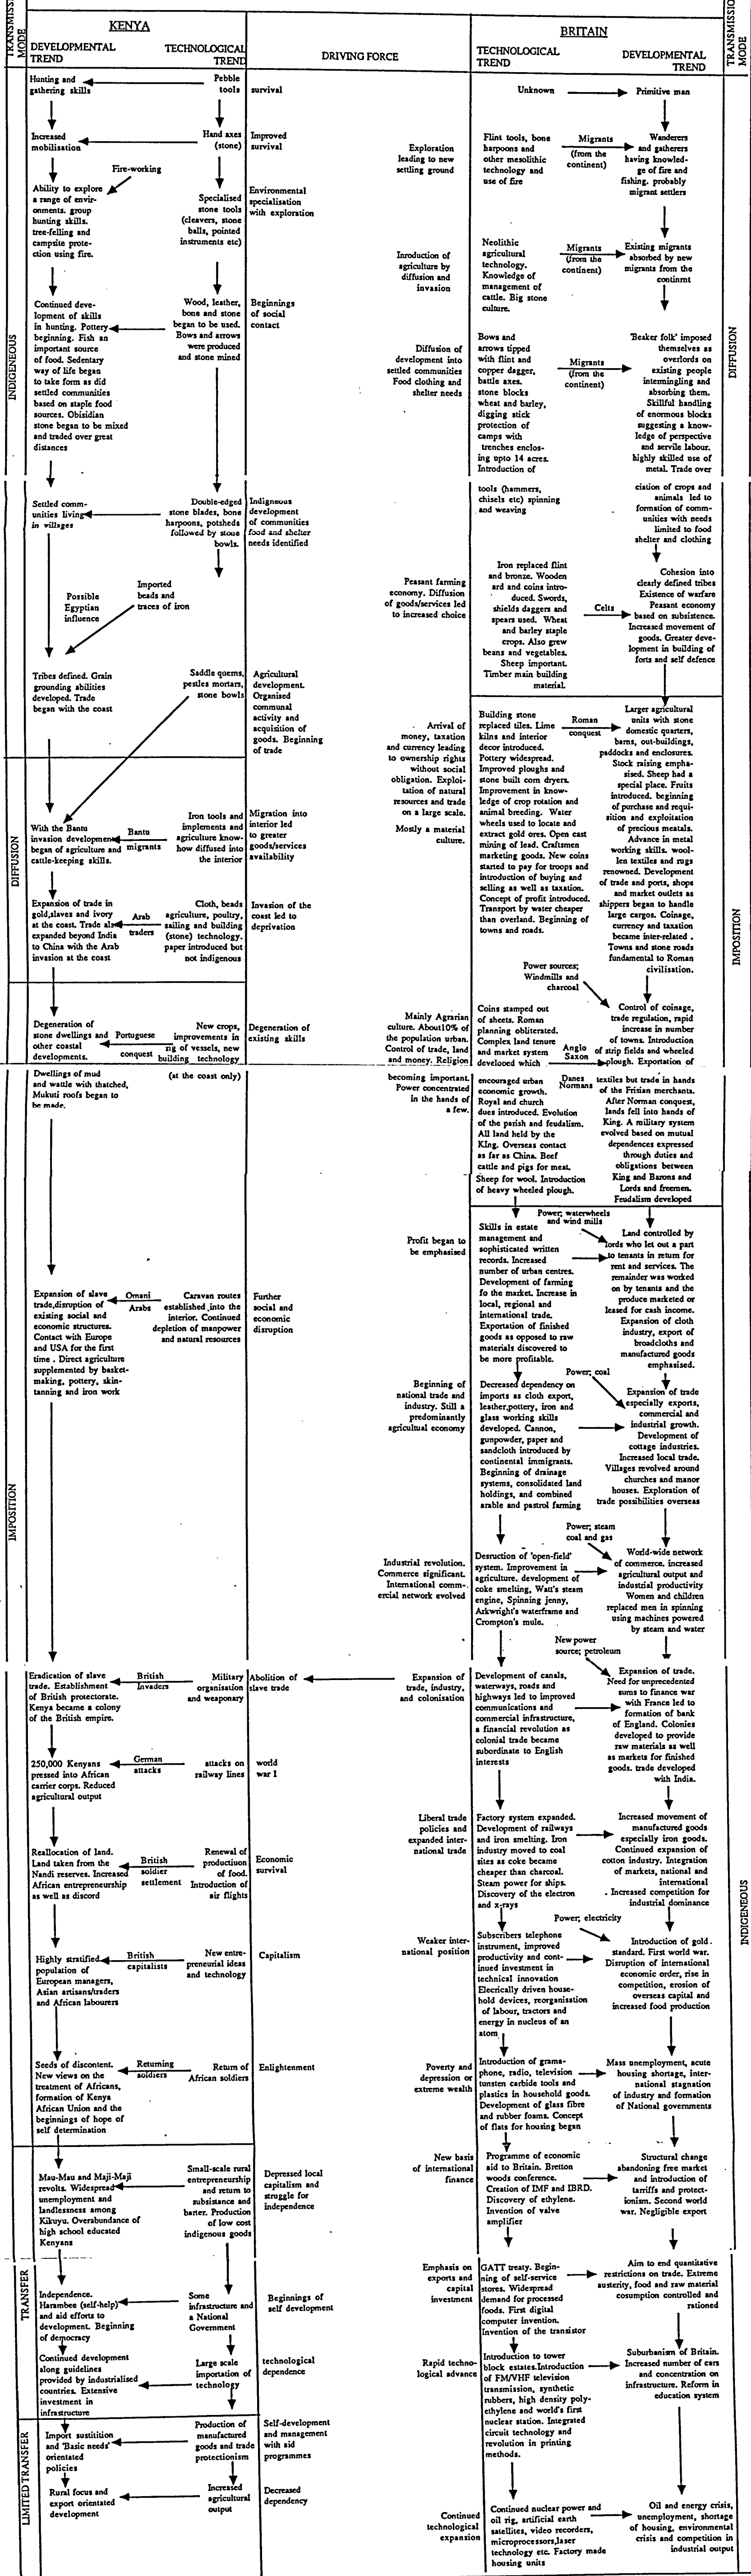 TRANSMISSION
MODE
KENYA
DEVELOPMENTAL
TREND
TECHNOLOGICAL
TREND
DRIVING FORCE
BRITAIN
TECHNOLOGICAL
TREND
DEVELOPMENTAL
TREND
TRANSMISSION
MODE
INDIGENEOUS
Hunting and
gathering skills
Pebble
tools
survival
Increased
mobilisation
Hand axes
(stone)
Improved
survival
Fire-working
Ability to explore
a range of envir-
onments. group
hunting skills.
tree-felling and
campsite prote-
ction using fire.
Specialised
stone tools
(cleavers, stone
balls, pointed
instruments etc)
Environmental
specialisation
with exploration
Continued deve-
lopment of skills
in hunting. Pottery
beginning. Fish an
important source
of food. Sedentary
way of life began
to take form as did
settled communities
based on staple food
sources. Obisidian
stone began to be mixed
and traded over great
distances
Wood, leather,
bone and stone
began to be used.
Bows and arrows
were produced
and stone mined
Beginnings
of social
contact
Settled comm-
unities living
in villages
Double-edged
stone blades, bone
harpoons, potsheds
followed by stone
bowls.
Indigneous
development
of communities
food and shelter
needs identified
Possible
Egyptian
influence
Imported
beads and
traces of iron
Tribes defined. Grain
grounding abilities
developed. Trade
began with the coast
Saddle querns,
pestles mortars,
stone bowls
Agricultural
development.
Organised
communal
activity and
acquisition of
goods. Beginning
of trade
DIFFUSION
With the Bantu
invasion development
began of agriculture and
cattle-keeping skills.
Bantu
migrants
Iron tools and
implements and
agriculture know-
how diffused into
the interior
Migration into
interior led
to greater
goods/services
availability
Expansion of trade in
gold,slaves and ivory
at the coast. Trade als
expanded beyond India
to China with the Arab
invasion at the coast
Arab
traders
Cloth, beads
agriculture, poultry,
sailing and building
(stone) technology.
paper introduced but
not indigenous
Invasion of the
coast led to
deprivation
IMPOSITION
Degeneration of
stone dwellings and
other coastal
developments.
Portuguese
conquest
New crops,
improvements in
ng of vessels, new
building technology
Degeneration of
existing skills
Dwellings of mud
and wattle with thatched,
Mukuti roofs began to
be made.
(at the coast only)
Expansion of slave
trade,disruption of
existing social and
economic structures.
Contact with Europe
and USA for the first
time . Direct agriculture
supplemented by basket-
making, pottery, skin-
tanning and iron work
Omani
Arabs
Caravan routes
established ,into the
interior. Continued
depletion of manpower
and natural resources
Further
social and
economic
disruption
Eradication of slave
trade. Establishment
of British protectorate.
Kenya became a colony
of the British empire.
British
Invaders
Military
organisation
and weaponary
Abolition of
slave trade
250,000 Kenyans
pressed into African
carrier corps. Reduced
agricultural output
German
attacks
attacks on
railway lines
world
war 1
Reallocation of land.
Land taken from the
Nandi reserves. Increased
African entrepreneurship
as well as discord
British
soldier
settlement
Renewal of
productiuon
of food.
Introduction of
air flights
Economic
survival
Highly stratified
population of
European managers,
Asian artisans/traders
and African labourers
British
capitalists
New entre-
preneurial ideas
and technology
Capitalism
Seeds of discontent.
New views on the
treatment of Africans,
formation of Kenya
African Union and the
beginnings of hope of
self determination
Returning
soldiers
Return of
African soldiers
Enlightenment
Mau-Mau and Maji-Maji
revolts. Widespread
unemployment and
landlessness among
Kikuyu. Overabundance of
high school educated
Kenyans
Small-scale rural
entrepreneurship
and return to
subsistance and
barter. Production
of low cost
indigenous goods
Depressed local
capitalism and
struggle for
independence
TRANSFER
Independence.
Harambee (self-help)
and aid efforts to
development. Beginning
of democracy
Some
infrastructure and
a National
Government
Beginnings of
self development
Continued development
along guidelines
provided by industrialised
countries. Extensive
investment in
infrastructure
Large scale
importation of
technology
technological
dependence
LIMITED TRANSFER
Import sustitition
and 'Basic needs'
orientated
policies
Production of
manufactured
goods and trade
protectionism
Self-development
and management
with aid
programmes
Rural focus and
export orientated
development
Increased
agricultural
output
Decreased
dependency
DIFFUSION
Unknown
Primitive man
Exploration
leading to new
settling ground
Flint tools, bone
harpoons and
other mesolithic
technology and
use of fire
Migrants
(from the
continent)
Wanderers
and gatherers
having knowled-
ge of fire and
fishing. probably
migrant settlers
Inroduction of
agriculture by
diffusion and
invasion
Neolithic
agricultural
technology.
Knowledge of
management of
cattle. Big stone
culture.
Migrants
(from the
continent)
Existing migrants
absorbed by new
migrants from the
continrnt
Diffusion of
development into
settled communities
Food clothing and
shelter needs
Bows and
arrows tipped
with flint and
copper dagger,
battle axes.
stone blocks
wheat and barley,
digging stick
protection of
camps with
trenches enclos-
ing upto 14 acres.
Introduction of
Migrants
(from the
continent)
'Beaker folk' imposed
themselves as
overlords on
existing people
intermingling and
absorbing them.
Skillful handling
of enormous blocks
suggesting a know-
ledge of perspective
and servile labour.
highly skilled use of
metal. Trade over
tools (hammers,
chisels etc) spinning
and weaving
ciation of crops and
animals led to
formation of comm-
unities with needs
limited to food
shelter and clothing
Peasant farming
economy. Diffusion
of goods/services led
to increased choice
Iron replaced flint
and bronze. Wooden
ard and coins intro-
duced. Swords,
shields daggers and
spears used. Wheat
and barley staple
crops. Also grew
beans and vegetables.
Sheep important.
Timber main building
material.
Celts
Cohesion into
clearly defined tribes
Existence of warfare
Peasant economy
based on subsistence.
Increased movement of
goods. Greater deve-
lopment in building of
forts and self defence
IMPOSITION
Arrival of
money, taxation
and currency leading
to ownership rights
without social
obligation. Exploi-
tation of natural
resources and trade
on a large scale.
Mostly a material
culture.
Building stone
replaced tiles. Lime
kilns and interior
decor introduced.
Pottery widespread.
Improved ploughs and
stone built corn dryers.
Improvement in know-
ledge of crop rotation and
animal breeding. Water
wheels used to locate and
extract gold ores. Open cast
mining of lead. Craftsmen
marketing goods. New coins
started to pay for troops and
introduction of buying and
selling as well as taxation.
Concept of profit introduced.
Transport by water cheaper
than overland. Beginning of
towns and roads.
Roman
conquest
Larger agricultural
units with stone
domestic quarters,
barns, out-buildings,
paddocks and enclosures.
Stock raising empha-
sised. Sheep had a
special place. Fruits
introduced. beginning
of purchase and requi-
sition and exploitation
of precious meatals.
Advance in metal
working skills. wool-
len textiles and rugs
renowned. Development
of trade and ports, shops
and market outlets as
shippers began to handle
large cargos. Coinage,
currency and taxation
became inter-related .
Towns and stone roads
fundamental to Roman
civilisation.
Power sources;
Windmills and
charcoal
Mainly Agrarian
culture. About10% of
the population urban.
Control of trade, land
and money. Religion
becoming important.
Power concentrated
in the hands of
a few.
Coins stamped out
of sheets. Roman
planning obliterated.
Complex land tenure
and market system
developed which
Anglo
Saxon
Control of coinage,
trade regulation, rapid
increase in number
of towns. Introduction
of strip fields and wheeled
plough. Exportation of
encouraged urban
economic growth.
Royal and church
dues introduced. Evolution
of the parish and feudalism.
All land held by the
KIng. Overseas contact
as far as China. Beef
cattle and pigs for meat.
Sheep for wool. Introduction
of heavy wheeled plough.
Danes
Normans
textiles but trade in hands
of the Frisian merchants.
After Norman conquest,
lands fell into hands of
King. A military system
evolved based on mutual
dependences expressed
through duties and
obligations between
King and Barons and
Lords and freemen.
Feudalism developed
INDIGENEOUS
Power; waterwheels
and wind mills
Profit began to
be emphasised
Skills in estate
management and
sophisticated written
records. Increased
number of urban centres.
Development of farming
fo the market. Increase in
local, regional and
international trade.
Exportation of finished
goods as opposed to raw
materials discovered to
be more profitable.
Land controlled by
lords who let out a part
to tenants in return for
rent and services. The
remainder was worked
on by tenants and the
produce marketed or
leased for cash income.
Expansion of cloth
industry, export of
broadcloths and
manufactured goods
emphasised.
Power; coal
Beginning of
national trade and
industry. Still a
predominantly
agricultual economy
Decreased dependency on
imports as cloth export,
leather,pottery, iron and
glass working skills
developed. Cannon,
gunpowder, paper and
sandcloth introduced by
continental immigrants.
Beginning of drainage
systems, consolidated land
holdings, and combined
arable and pastrol farming
Expansion of trade
especially exports,
commercial and
industrial growth.
Development of
cottage industries.
Increased local trade.
Villages revolved around
churches and manor
houses. Exploration of
trade possibilities overseas
Power; steam
coal and gas
Industrial revolution.
Commerce significant.
International comm-
ercial network evolved
Desruction of 'open-field'
system. Improvement in
agriculture. development of
coke smelting, Watt's steam
engine, Spinning jenny,
Arkwright's waterframe and
Crompton's mule.
World-wide network
of commerce. increased
agricultural output and
industrial productivity
Women and children
replaced men in spinning
using machines powered
by steam and water
New power
source; petroleum
Expansion of
trade, industry,
and colonisation
Development of canals,
waterways, roads and
highways led to improved
communications and
commercial infrastructure,
a financial revolution as
colonial trade became
subordinate to English
interests
Expansion of trade.
Need for unprecedented
sums to finance war
with France led to
formation of bank
of England. Colonies
developed to provide
raw materials as well
as markets for finished
goods. trade developed
with India.
Liberal trade
policies and
expanded inter-
national trade
Factory system expanded.
Development of railways
and iron smelting. Iron
industry moved to coal
sites as coke became
cheaper than charcoal.
Steam power for ships.
Discovery of the electron
and x-rays
Increased movement of
manufactured goods
especially iron goods.
Continued expansion of
cotton industry. Integration
of markets, national and
international
. Increased competition for
industrial dominance
Power; electricity
Weaker inter-
national position
Subscribers telephone
instrument, improved
productivity and cont-
inued investment in
technical innovation
Elecrically driven house-
hold devices, reorganisation
of labour, tractors and
energy in nucleus of an
atom
Introduction of gold.
standard. First world war.
Disruption of international
economic order, rise in
competition, erosion of
overseas capital and
increased food production
Poverty and
depression or
extreme wealth
Introduction of grama-
phone, radio, television
tunsten carbide tools and
plastics in household goods.
Development of glass fibre
and rubber foams. Concept
of flats for housing began
Mass unemployment, acute
housing shortage, inter-
national stagnation
of industry and formation
of National governments
New basis
of international
finance
Programme of economic
aid to Britain. Bretton
woods conference.
Creation of IMF and IBRD.
Discovery of ethylene.
Invention of valve
amplifier
Structural change
abandoning free market
and introduction of
tarriffs and protect-
ionism. Second world
war. Negligible export
Emphasis on
exports and
capital
investment
GATT treaty. Begin-
ning of self-service
stores. Widespread
demand for processed
foods. First digital
computer invention.
Invention of the transistor
Aim to end quantitative
restrictions on trade. Extreme
austerity, food and raw material
cosumption controlled and
rationed
Rapid techno-
logical advance
Introduction to tower
block estates.Introduction
of FM/VHF television
transmission, synthetic
rubbers, high density poly-
ethylene and world's first
nuclear station. Integrated
circuit technology and
revolution in printing
methods.
Suburbanism of Britain.
Increased number of cars
and concentration on
infrastructure. Reform in
education system
Continued
technological
expansion
Continued nuclear power and
oil rig, artificial earth
satellites, video recorders,
microprocessors,laser
technology etc. Factory made
housing units
Oil and energy crisis,
unemployment, shortage
of housing, environmental
crisis and competition in
industrial output